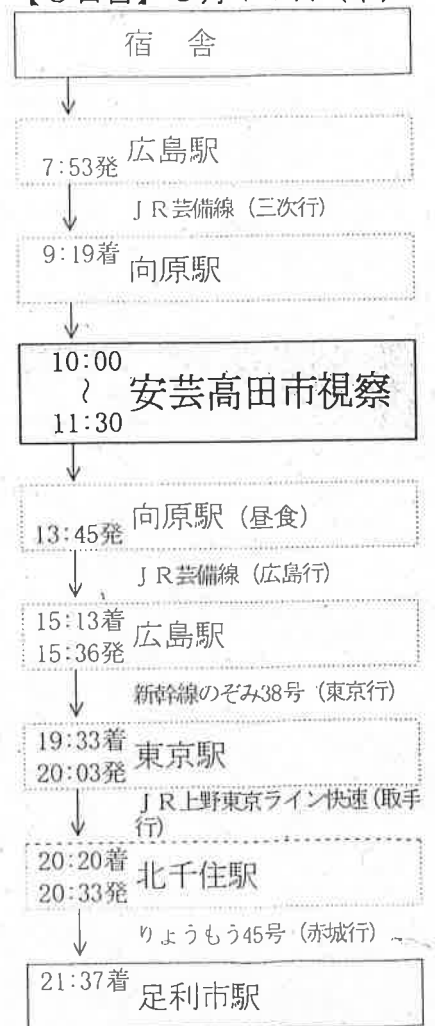 宿 舎
7:53発 広島駅
ＪＲ芸備線（三次行）
9:19着 向原駅
10:00
～ 安芸高田市視察
11:30
向原駅（昼食）
13:45発
ＪＲ芸備線（広島行）
15:13着 広島駅
15:36発
新幹線のぞみ38号（東京行）
19:33着 東京駅
20:03発
ＪＲ上野東京ライン快速（取手
行）
20:20着 北千住駅
20:33発
りょうもう45号（赤城行）
21:37着 足利市駅